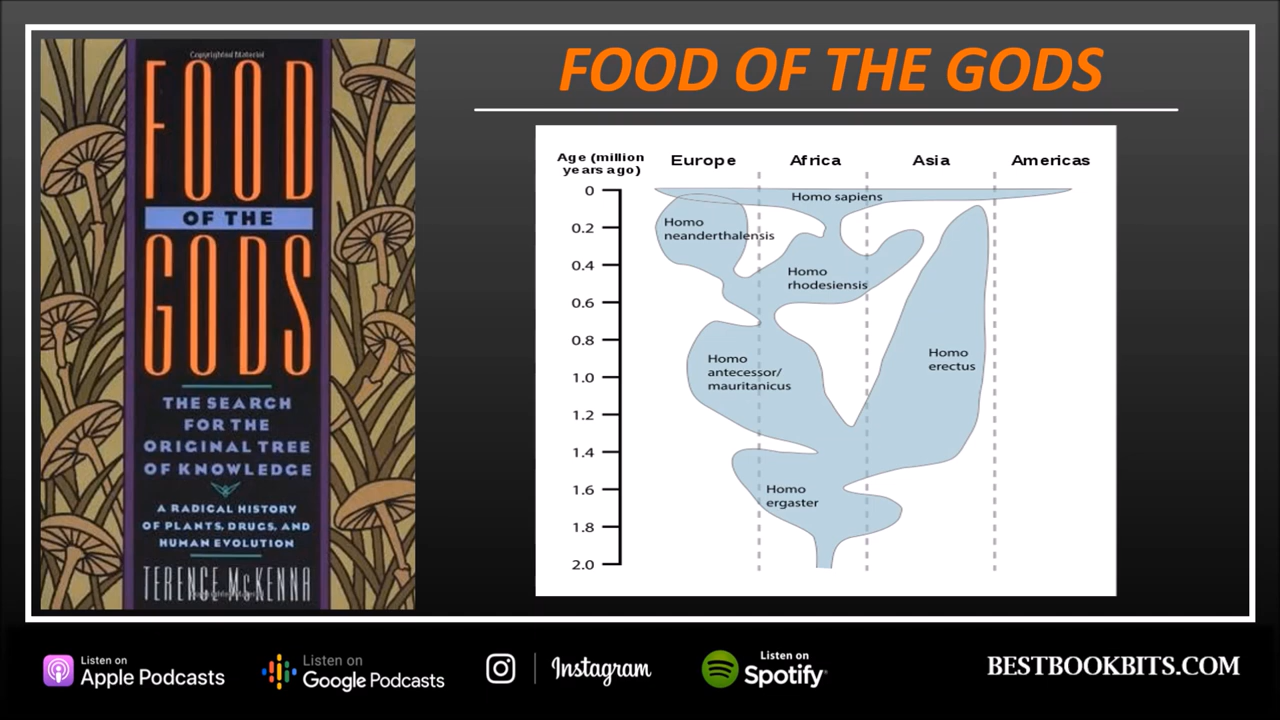 Copyrighted Material
FOOD
OF THE
GODS
THE SEARCH
FOR THE
ORIGINAL TREE
OF KNOWLEDGE
A RADICAL HISTORY
OF PLANTS, DRUGS, AND
HUMAN EVOLUTION
TERENCE McKENNA
FOOD OF THE GODS
Age (million
years ago)
Europe
Africa
Asia
Americas
0
0.2
0.4
0.6
0.8
1.0
1.2
1.4
1.6
1.8
2.0
Homo sapiens
Homo
neanderthalensis
Homo
rhodesiensis
Homo
antecessor/
mauritanicus
Homo
erectus
Homo
ergaster
Listen on
Apple Podcasts
Listen on
Google Podcasts
Instagram
Listen on
Spotify
BESTBOOKBITS.COM